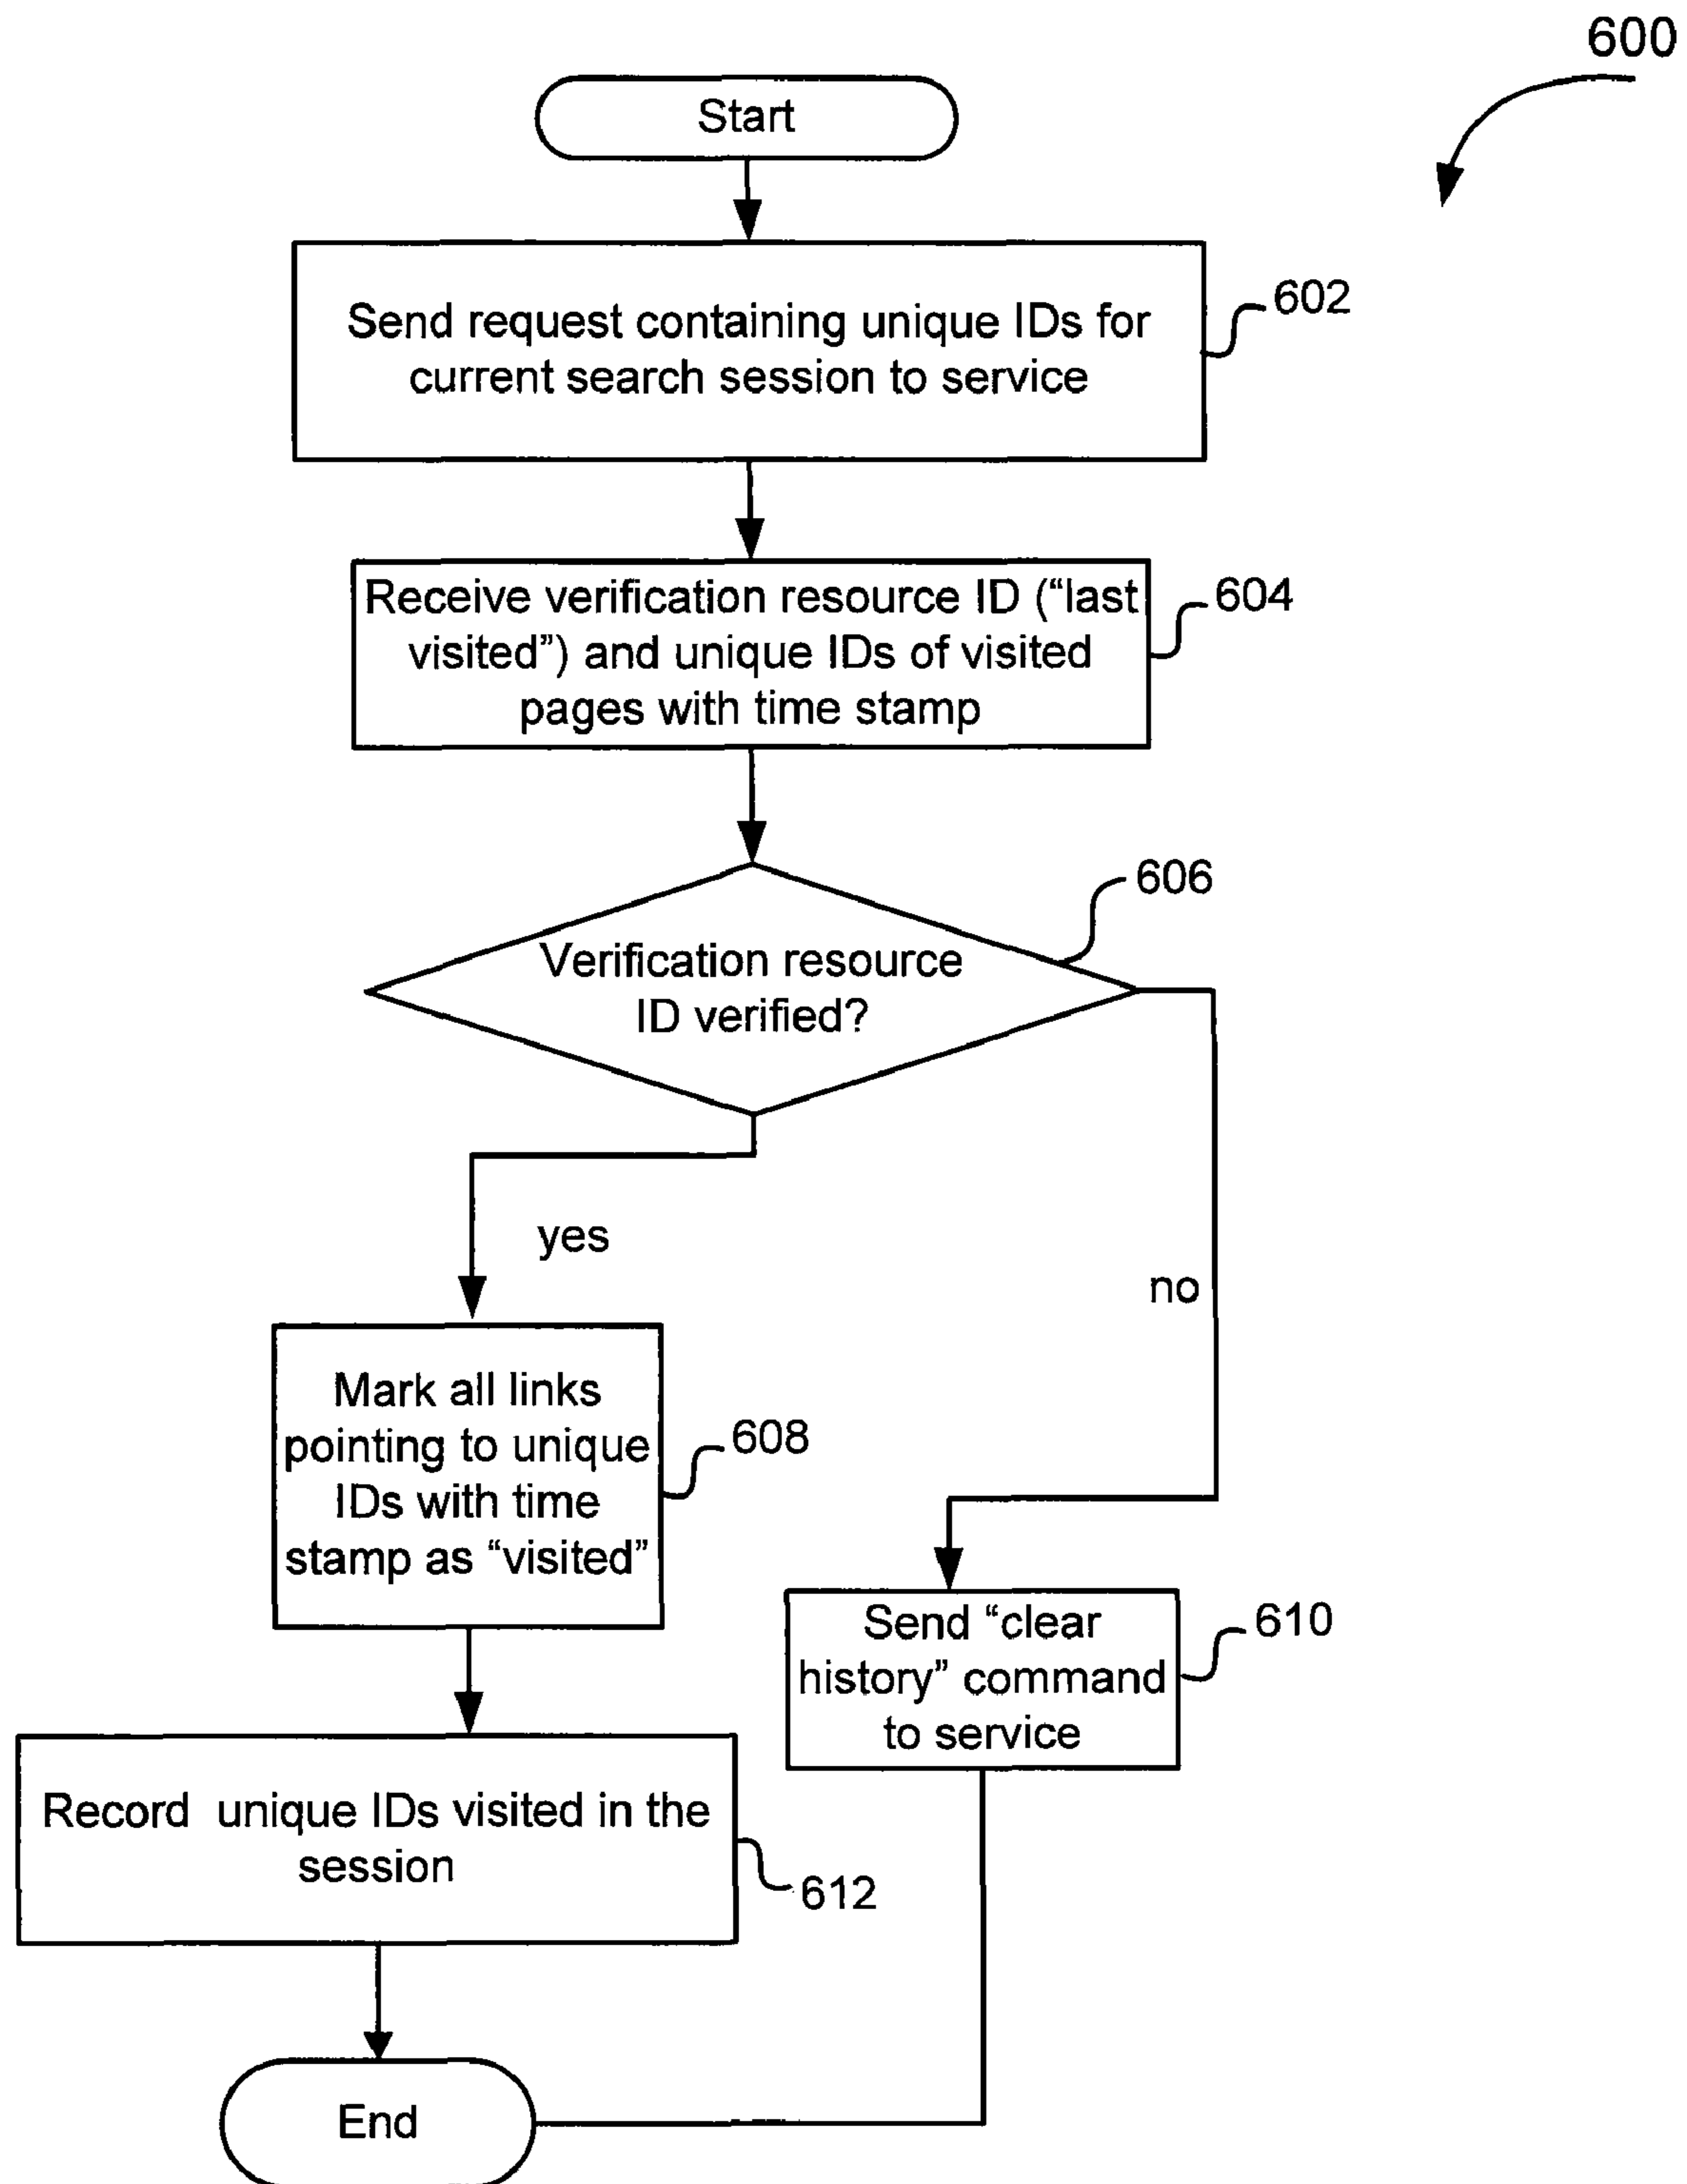 600
Start
Send request containing unique IDs for
current search session to service
602
Receive verification resource ID (“last
visited”) and unique IDs of visited
pages with time stamp
604
Verification resource
ID verified?
606
yes
no
Mark all links
pointing to unique
IDs with time
stamp as “visited”
608
Send “clear
history” command
to service
610
Record unique IDs visited in the
session
612
End